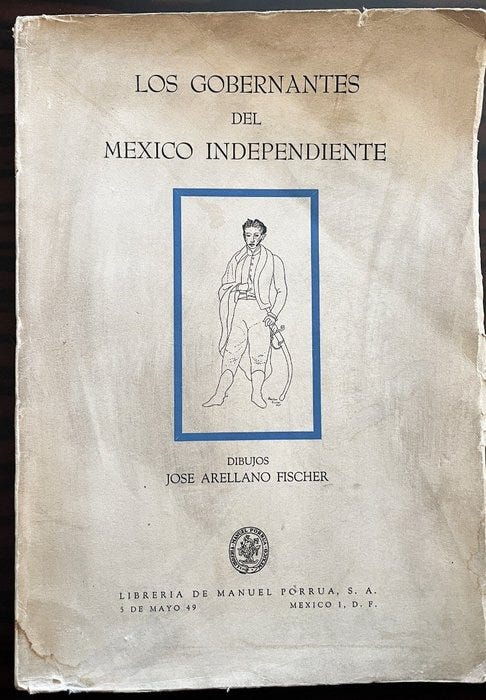 LOS GOBERNANTES
DEL
MEXICO INDEPENDIENTE
DIBUJOS
JOSE ARELLANO FISCHER
LIBRERIA DE MANUEL PORRUA, S. A.
5 DE MAYO 49 MEXICO 1, D. F.